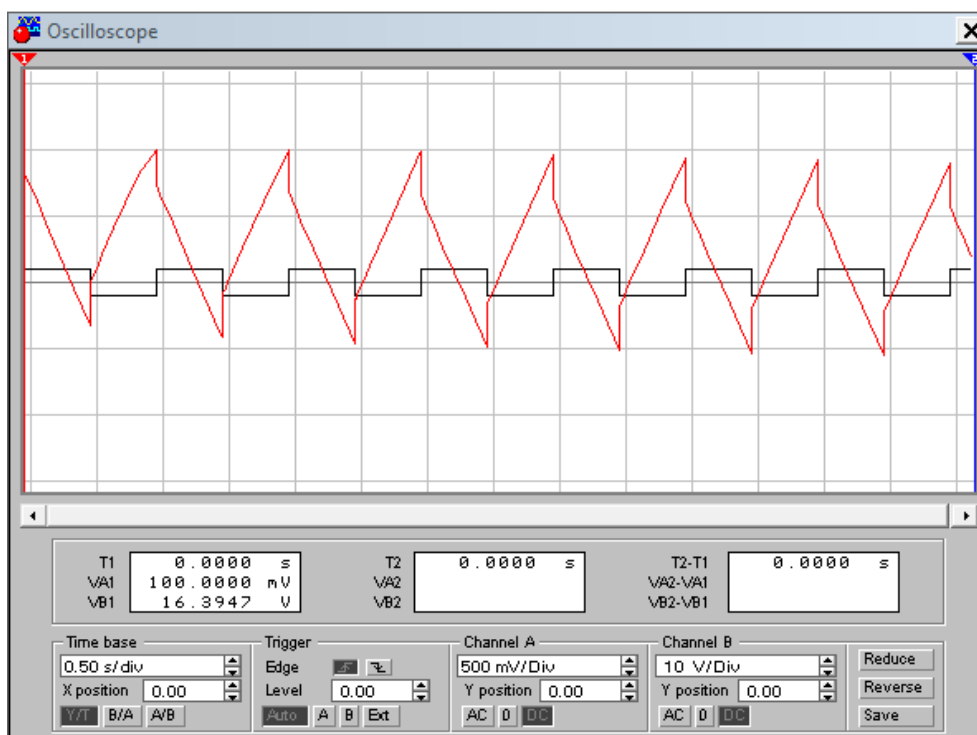 Oscilloscope
1 2
T1 0.0000 s T2 0.0000 s T2-T1 0.0000 s
VA1 100.0000 mV VA2 VA2-VA1
VB1 16.3947 V VB2 VB2-VB1
Time base Trigger Channel A Channel B
0.50 s/div Edge 500 mV/Div 10 V/Div Reduce
X position 0.00 Level 0.00 Y position 0.00 Y position 0.00 Reverse
Y/T B/A A/B Auto A B Ext AC 0 DC AC 0 DC Save